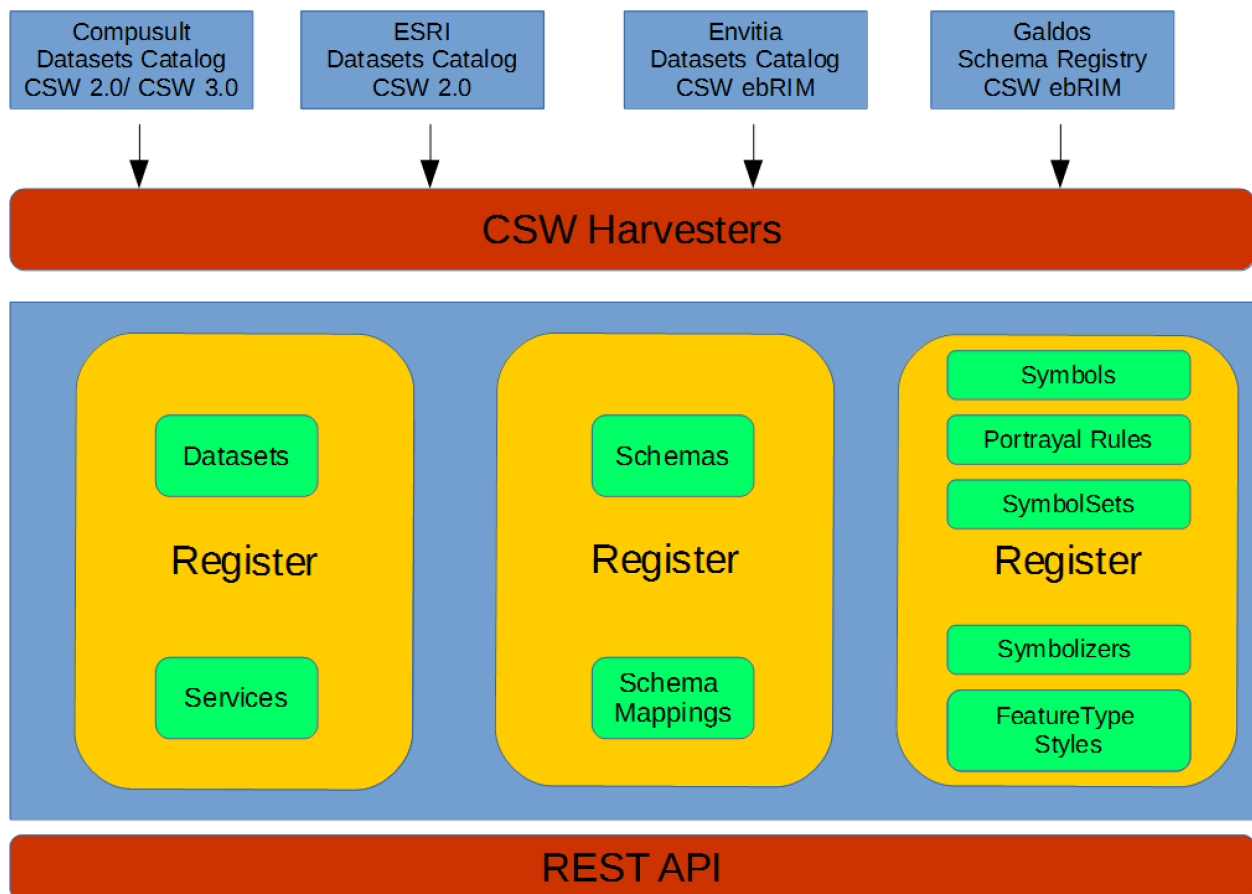 Compusult
Datasets Catalog
CSW 2.0/ CSW 3.0
ESRI
Datasets Catalog
CSW 2.0
Envitia
Datasets Catalog
CSW ebRIM
Galdos
Schema Registry
CSW ebRIM
CSW Harvesters
Datasets
Register
Services
Schemas
Register
Schema
Mappings
Symbols
Portrayal Rules
SymbolSets
Register
Symbolizers
FeatureType
Styles
REST API